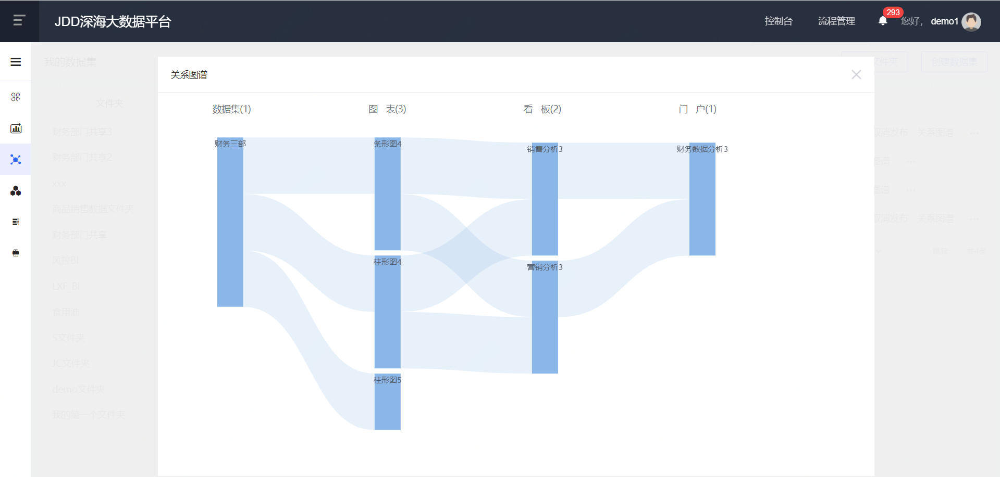 JDD深海大数据平台
控制台
流程管理
293
您好,
demo1
我的数据集
文件夹
创建数据集
关系图谱
数据集(1)
图 表(3)
看 板(2)
门 户(1)
文件夹
财务部门共享3
财务部门共享2
xxx
商品销售数据文件夹
财务部门共享
风控BI
LXF_BI
食用油
S文件夹
JC文件夹
demo文件夹
我的第一个文件夹
财务三部
条形图4
销售分析3
财务数据分析3
柱形图4
营销分析3
柱形图5
取消发布 关系图谱 ...
图谱 ...
图谱 ...
取消发布 关系图谱 ...